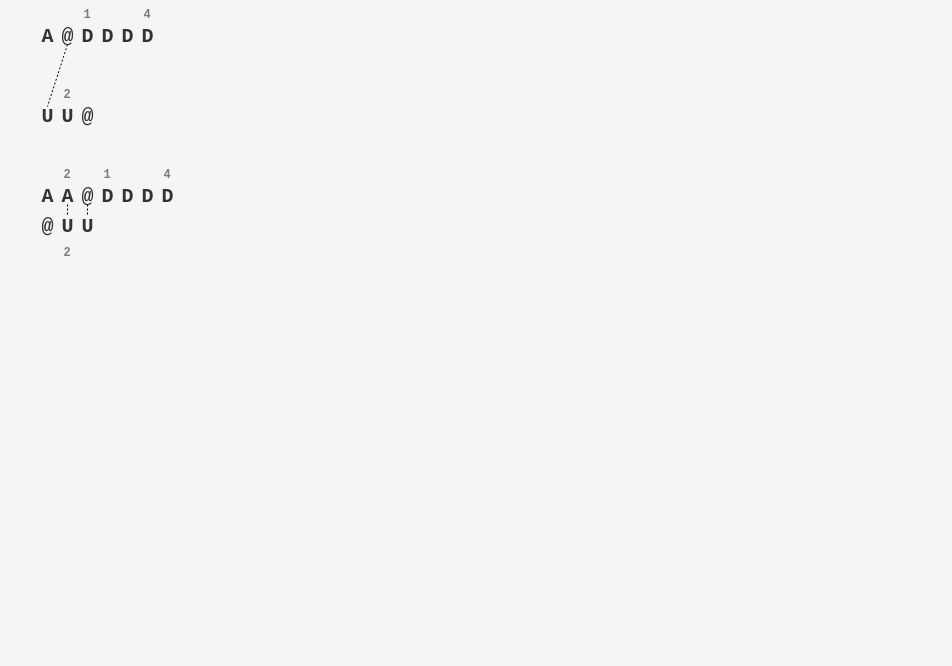 1 4
A @ D D D D
2
U U @
2 1 4
A A @ D D D D
@ U U
2